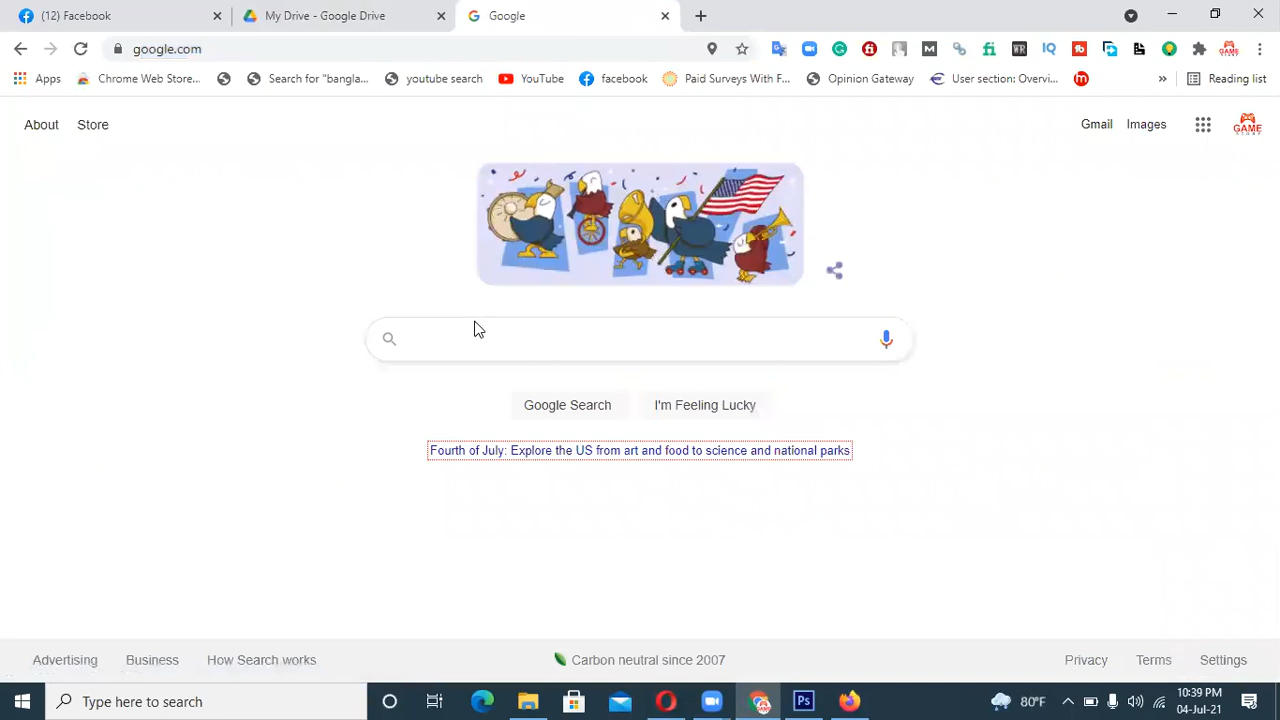 (12) Facebook
My Drive - Google Drive
Google
google.com
Apps
Chrome Web Store...
Search for "bangla...
youtube search
YouTube
facebook
Paid Surveys With F...
Opinion Gateway
User section: Overvi...
Reading list
About
Store
Gmail
Images
GAME
Google Search
I'm Feeling Lucky
Fourth of July: Explore the US from art and food to science and national parks
Advertising
Business
How Search works
Carbon neutral since 2007
Privacy
Terms
Settings
Type here to search
80°F
10:39 PM
04-Jul-21